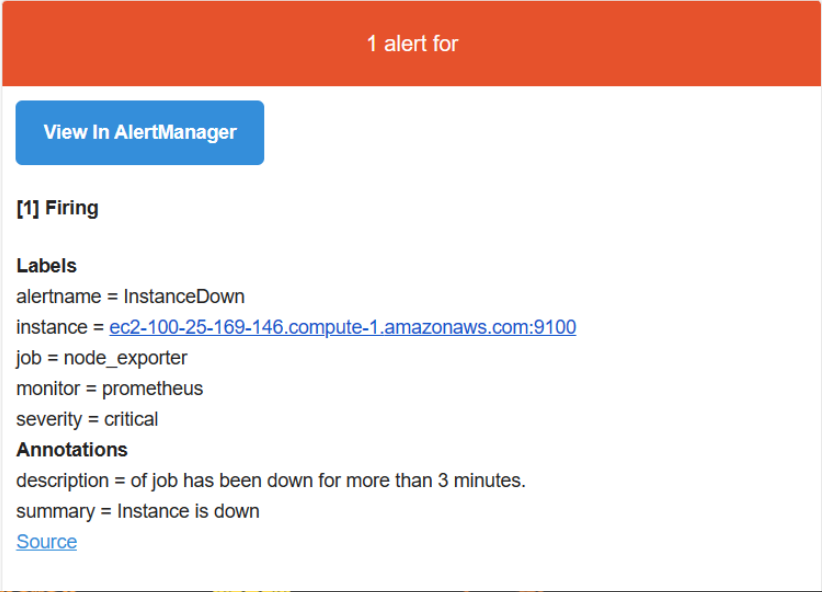 1 alert for
View In AlertManager
[1] Firing
Labels
alertname = InstanceDown
instance = ec2-100-25-169-146.compute-1.amazonaws.com:9100
job = node_exporter
monitor = prometheus
severity = critical
Annotations
description = of job has been down for more than 3 minutes.
summary = Instance is down
Source